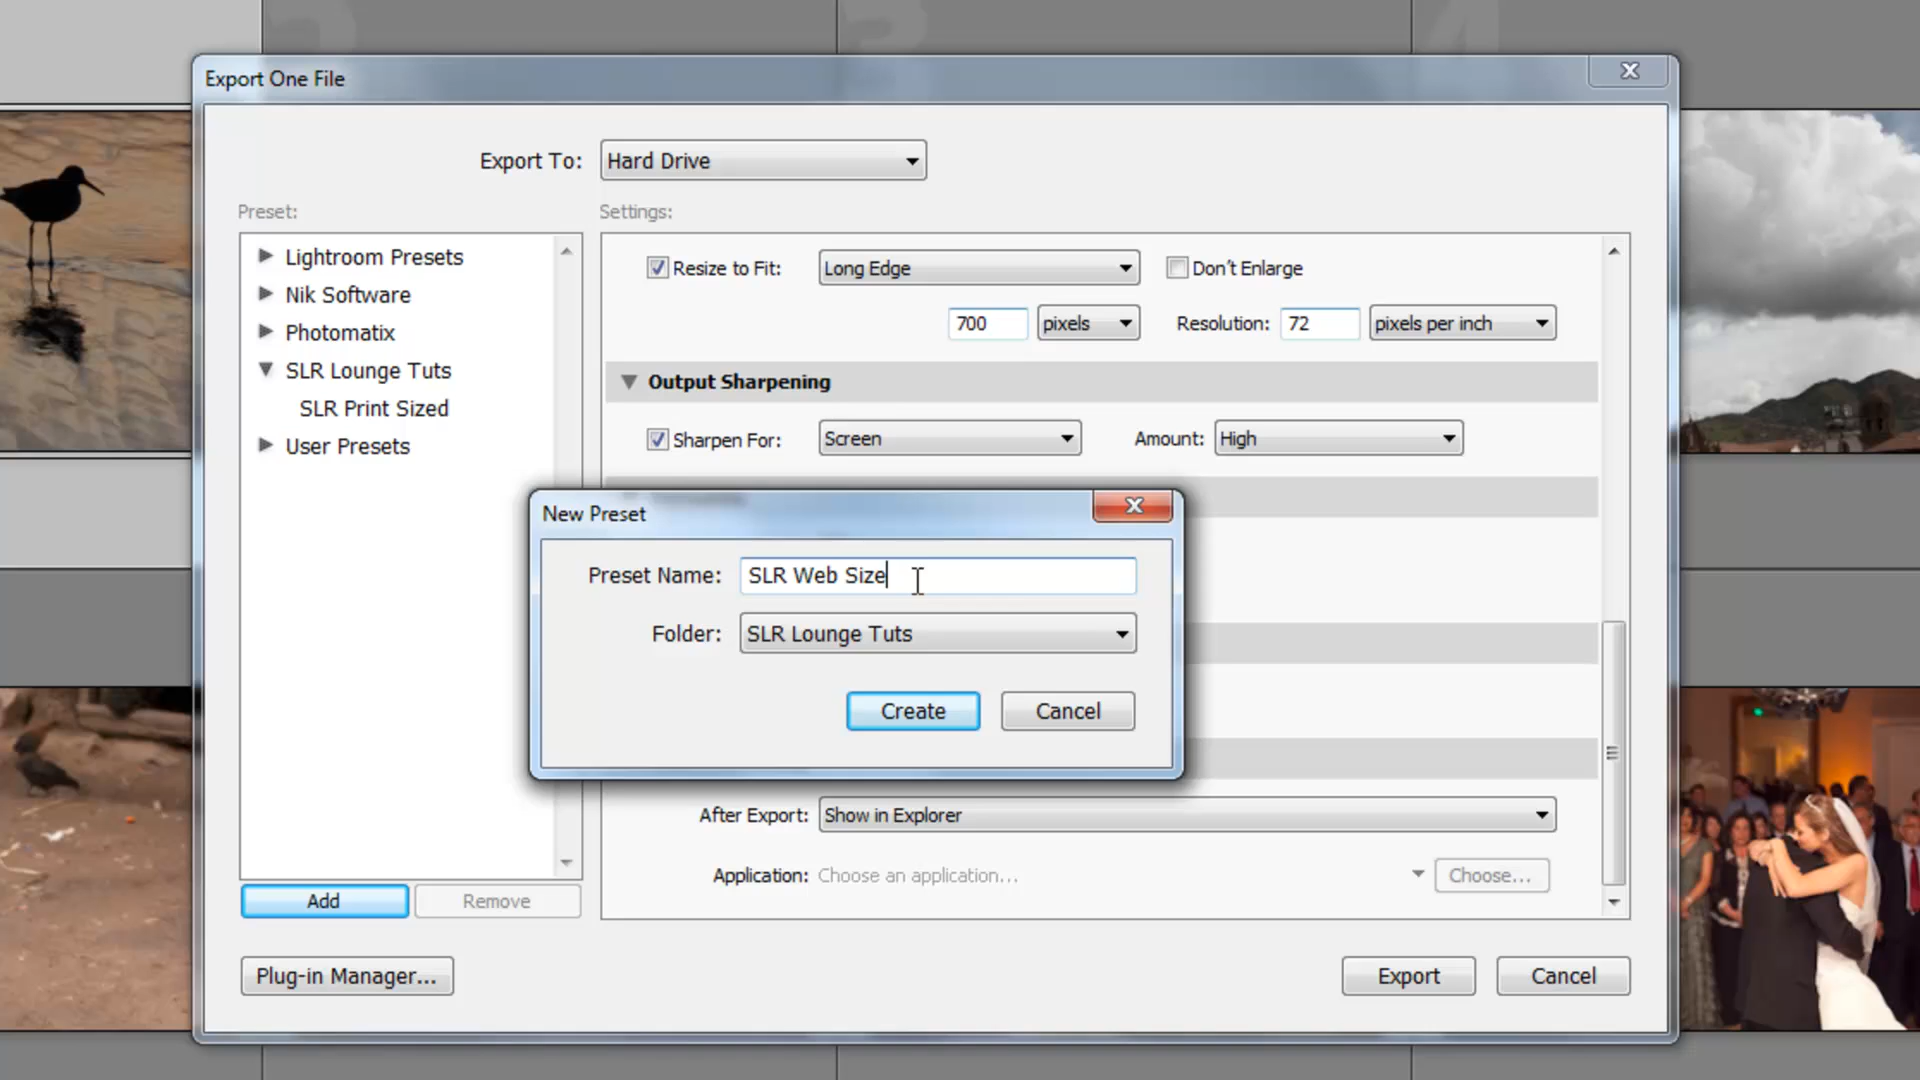 Export One File
Export To: Hard Drive
Preset:
Settings:
Lightroom Presets
Nik Software
Photomatix
SLR Lounge Tuts
SLR Print Sized
User Presets
Resize to Fit: Long Edge Don't Enlarge
700 pixels Resolution: 72 pixels per inch
Output Sharpening
Sharpen For: Screen Amount: High
New Preset
Preset Name: SLR Web Size
Folder: SLR Lounge Tuts
Create Cancel
After Export: Show in Explorer
Application: Choose an application... Choose...
Add Remove
Plug-in Manager... Export Cancel